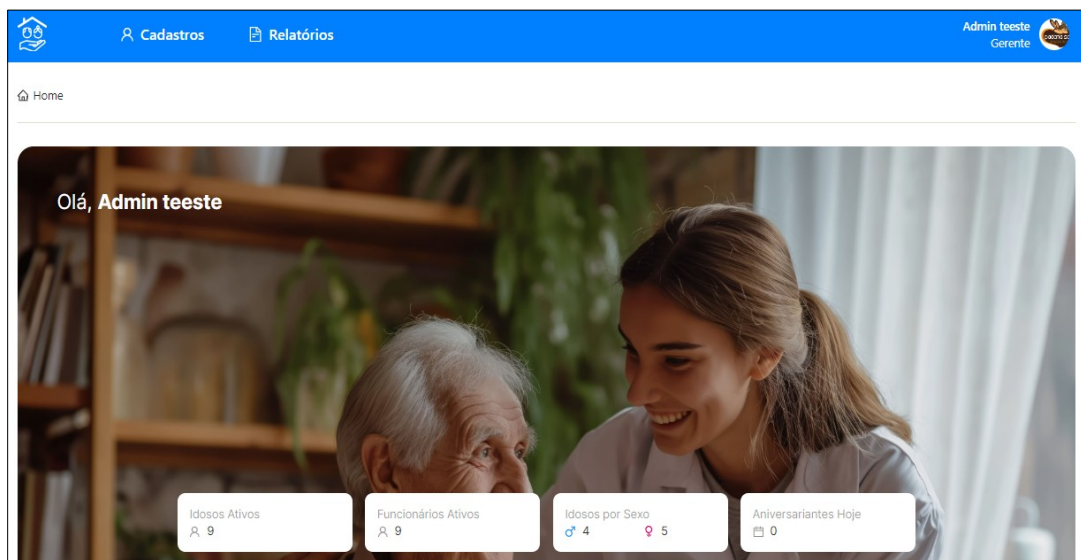 Cadastros
Relatórios
Admin teeste
Gerente
Home
Olá, Admin teeste
Idosos Ativos
9
Funcionários Ativos
9
Idosos por Sexo
4 5
Aniversariantes Hoje
0